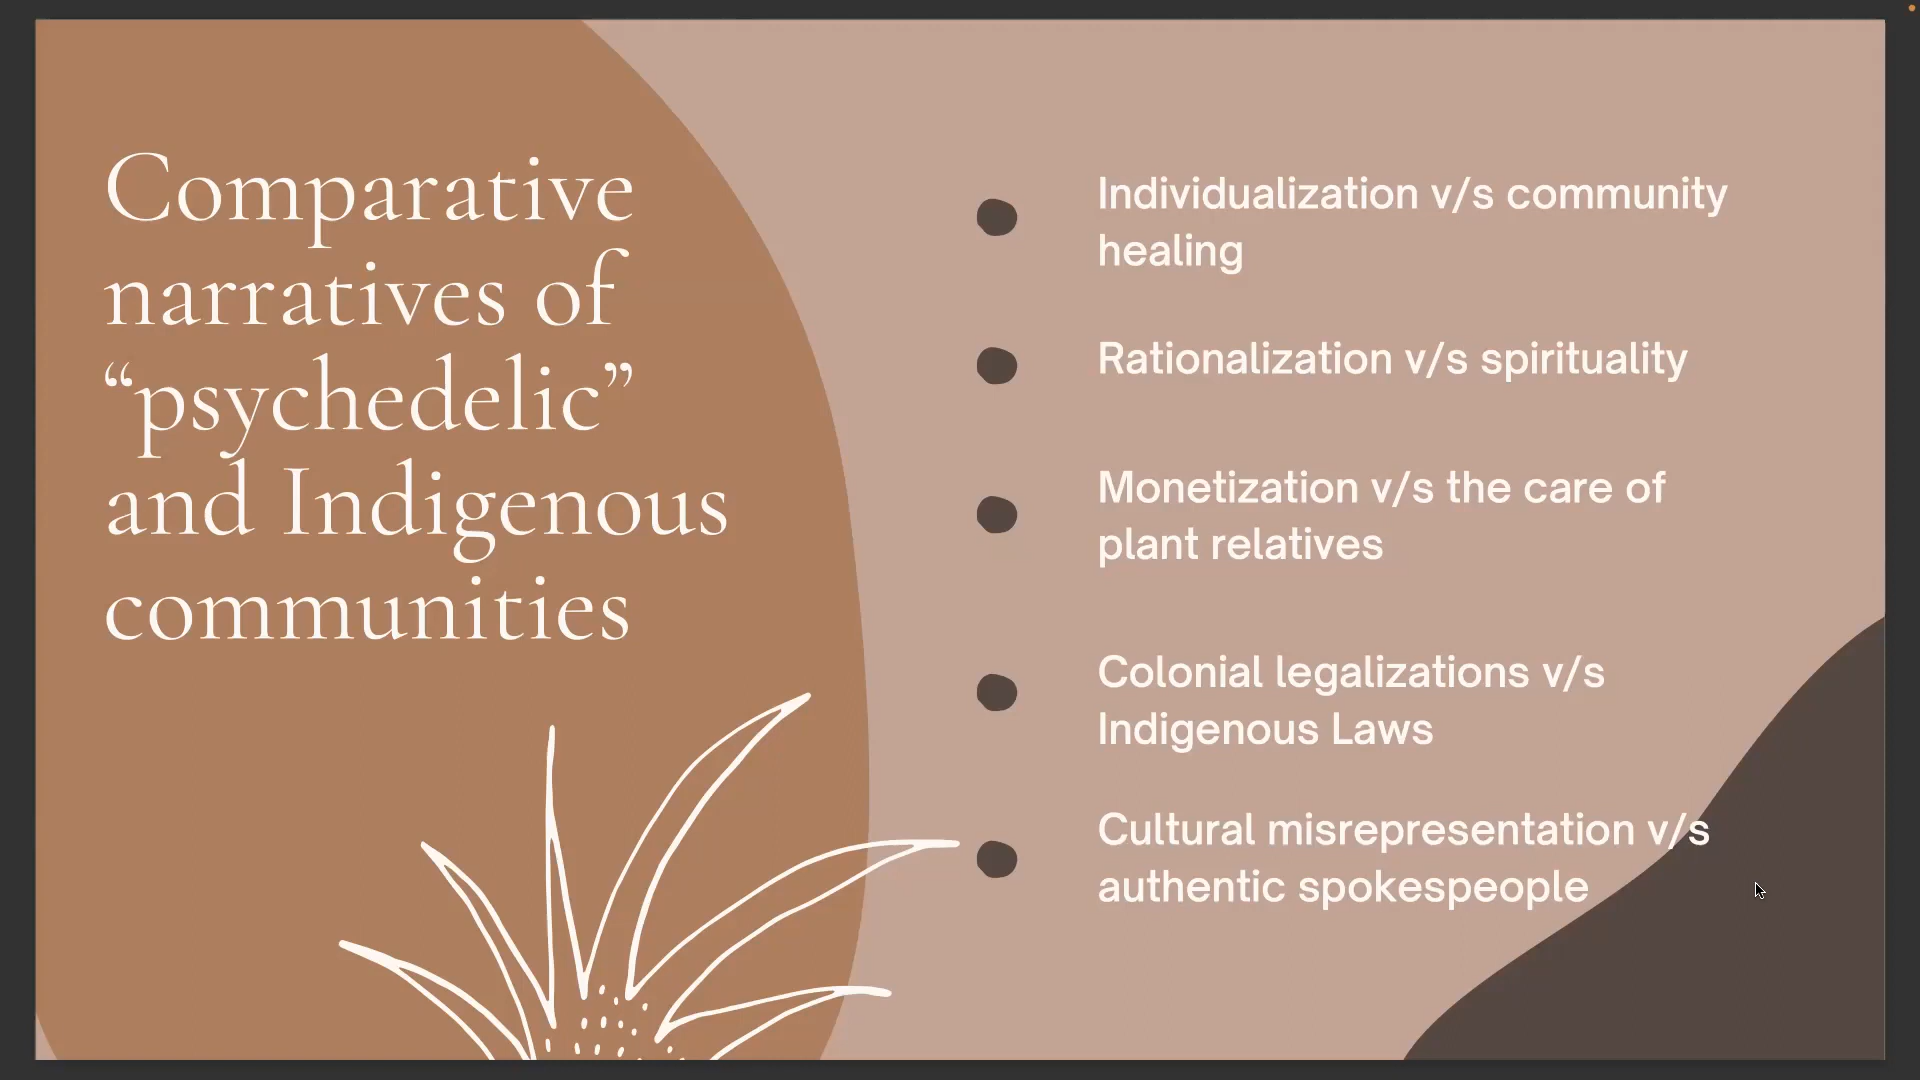 Comparative
narratives of
“psychedelic”
and Indigenous
communities
Individualization v/s community
healing
Rationalization v/s spirituality
Monetization v/s the care of
plant relatives
Colonial legalizations v/s
Indigenous Laws
Cultural misrepresentation v/s
authentic spokespeople